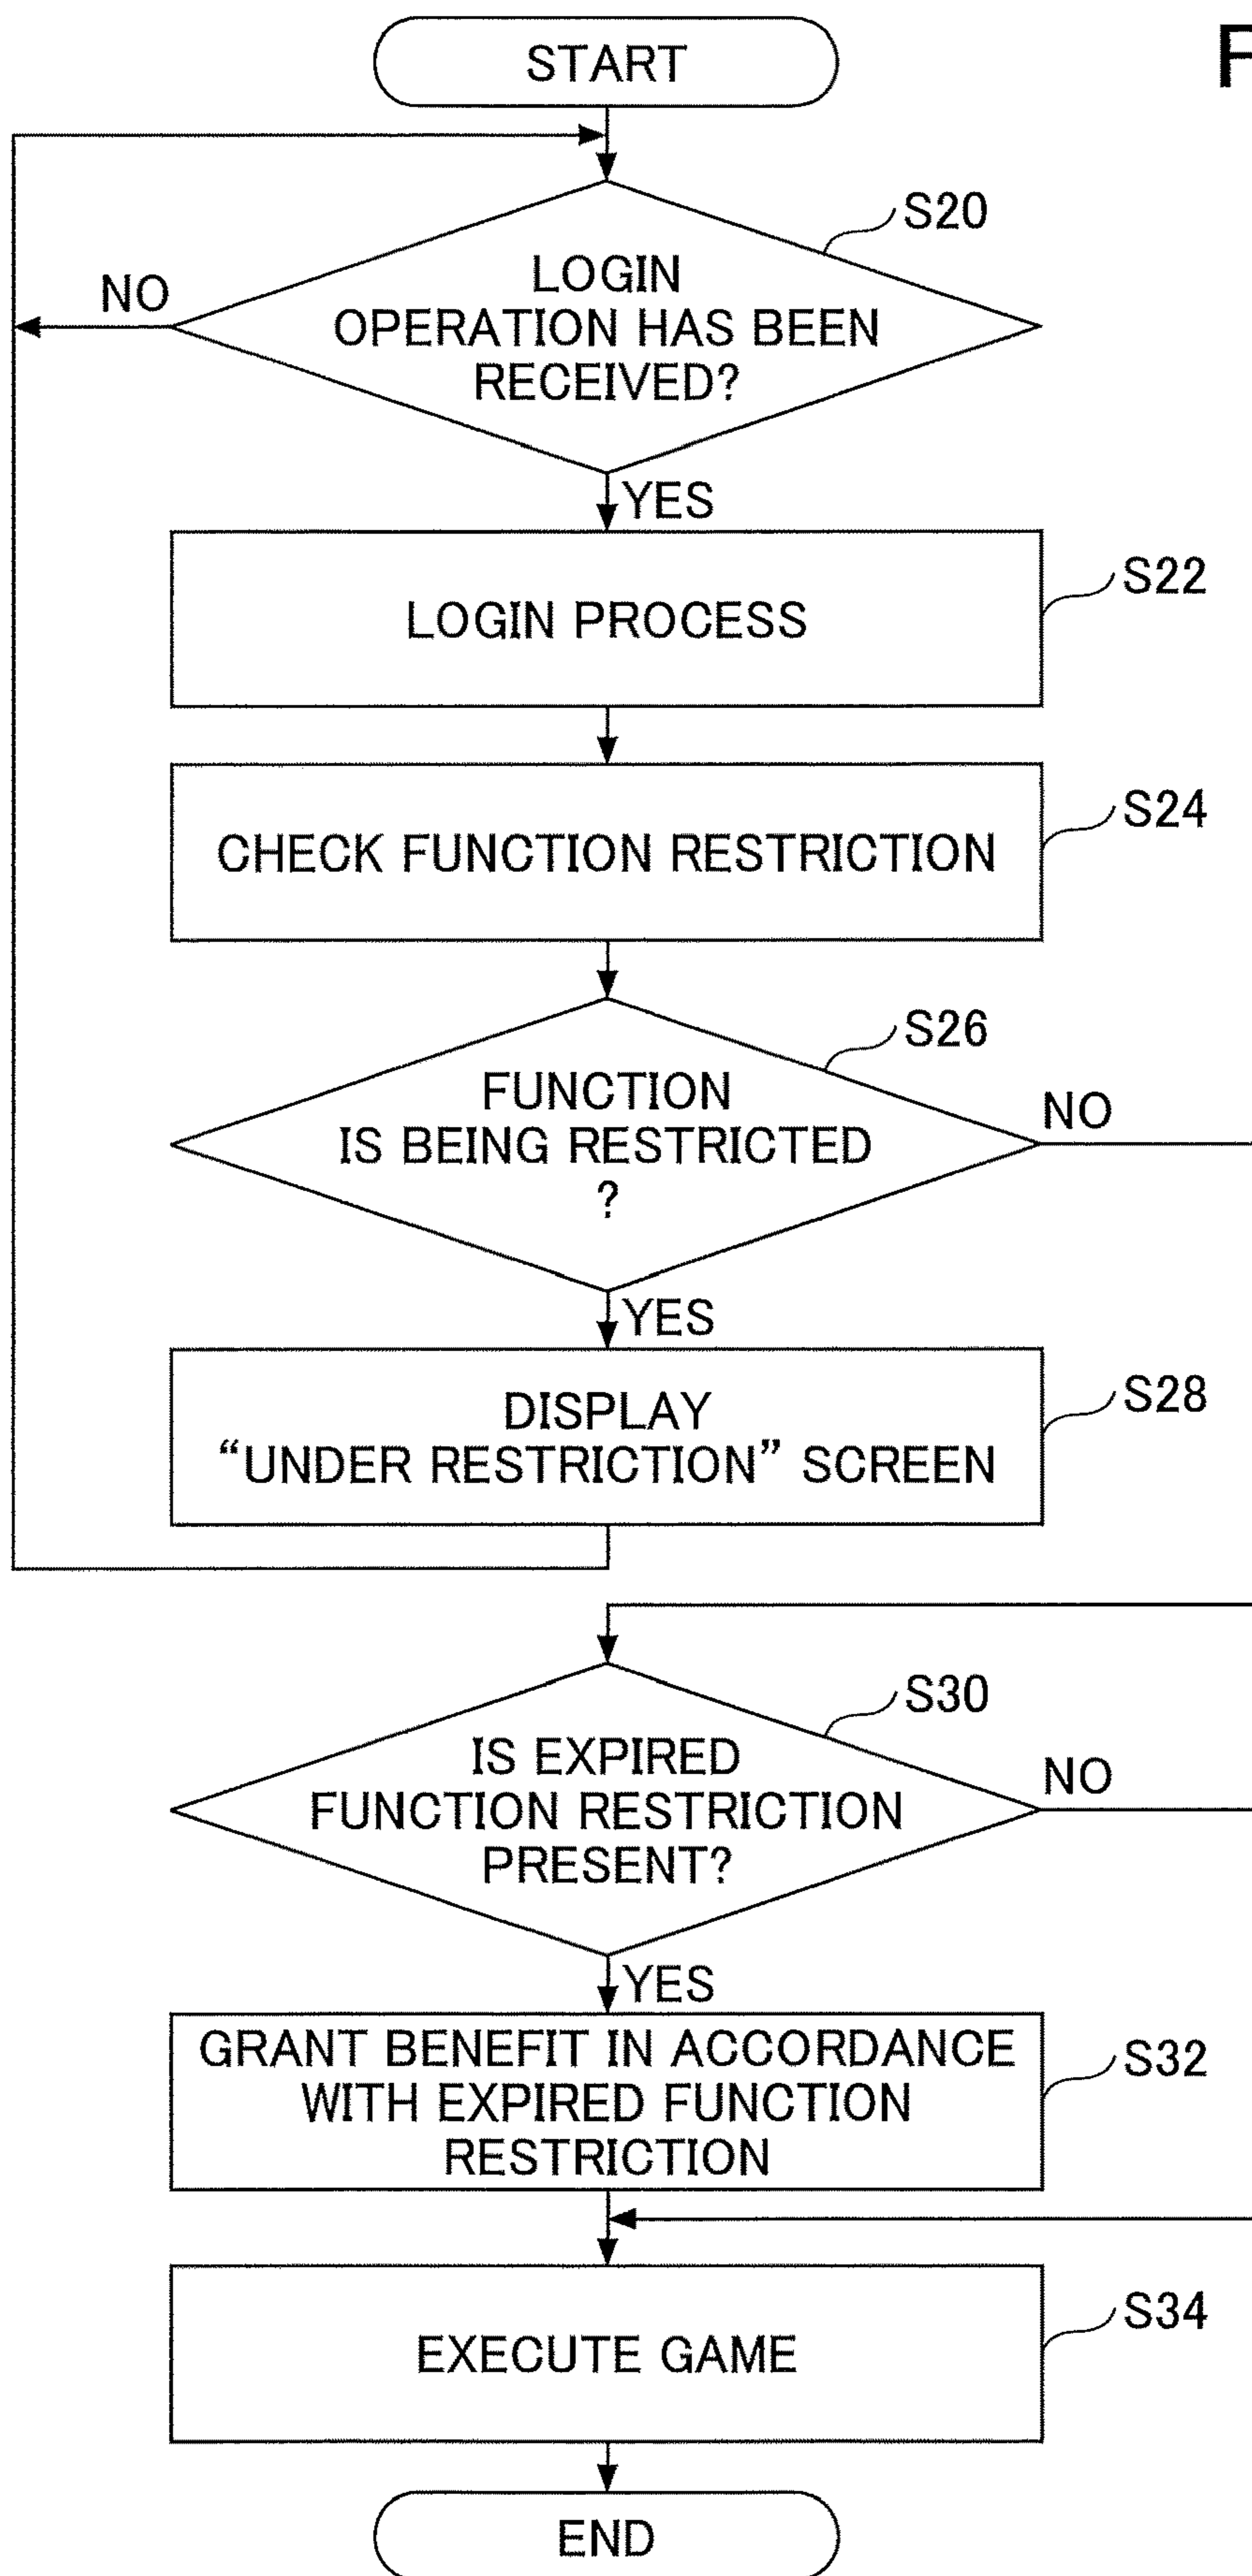 START
F
S20
LOGIN
OPERATION HAS BEEN
RECEIVED?
NO
YES
S22
LOGIN PROCESS
S24
CHECK FUNCTION RESTRICTION
S26
FUNCTION
IS BEING RESTRICTED
?
NO
YES
S28
DISPLAY
“UNDER RESTRICTION” SCREEN
S30
IS EXPIRED
FUNCTION RESTRICTION
PRESENT?
NO
YES
S32
GRANT BENEFIT IN ACCORDANCE
WITH EXPIRED FUNCTION
RESTRICTION
S34
EXECUTE GAME
END